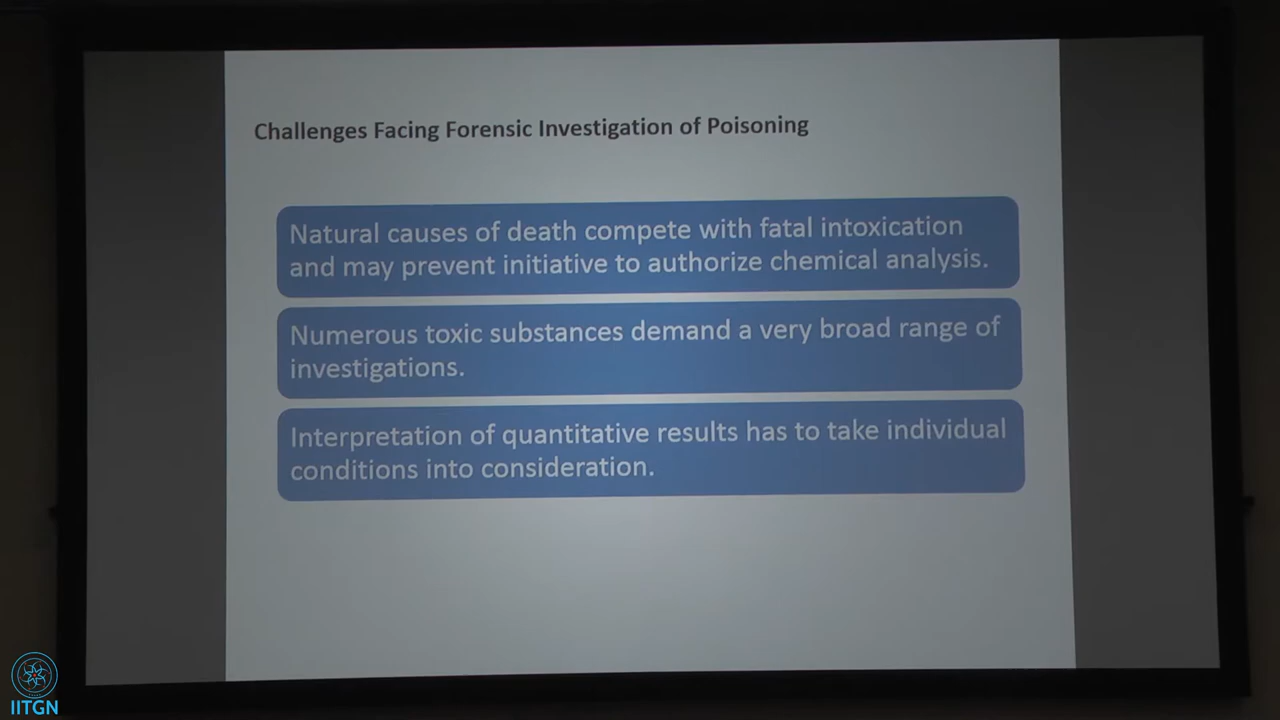 Challenges Facing Forensic Investigation of Poisoning
Natural causes of death compete with fatal intoxication
and may prevent initiative to authorize chemical analysis.
Numerous toxic substances demand a very broad range of
investigations.
Interpretation of quantitative results has to take individual
conditions into consideration.
IITGN